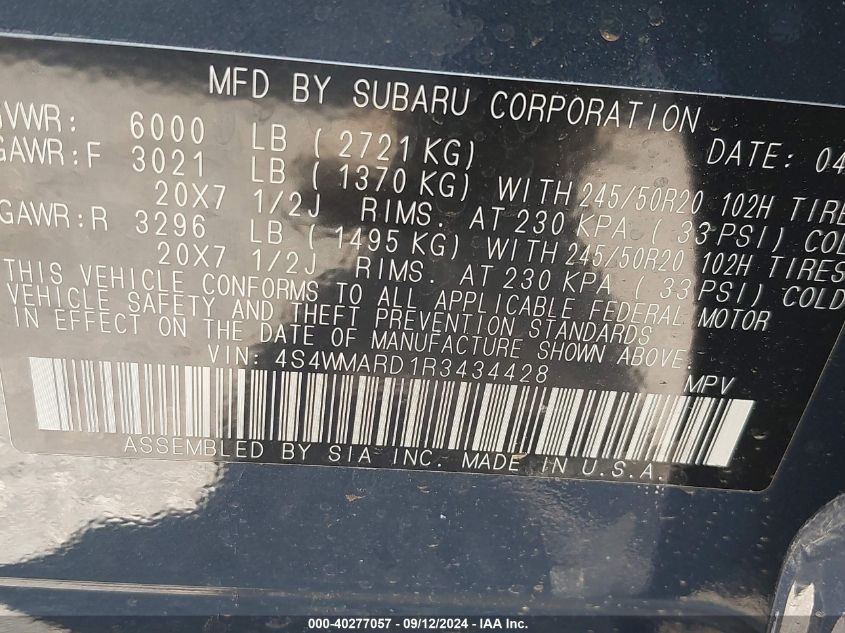 MFD BY SUBARU CORPORATION
GVWR: 6000 LB ( 2721 KG) DATE: 04
GAWR:F 3021 LB ( 1370 KG) WITH 245/50R20 102H TIRE
20X7 1/2J RIMS. AT 230 KPA ( 33 PSI) COL
GAWR:R 3296 LB ( 1495 KG) WITH 245/50R20 102H TIRES
20X7 1/2J RIMS. AT 230 KPA ( 33 PSI) COLD
THIS VEHICLE CONFORMS TO ALL APPLICABLE FEDERAL MOTOR
VEHICLE SAFETY AND THEFT PREVENTION STANDARDS
IN EFFECT ON THE DATE OF MANUFACTURE SHOWN ABOVE.
VIN: 4S4WMARD1R3434428 MPV
ASSEMBLED BY SIA INC. MADE IN U.S.A.
000-40277057 - 09/12/2024 - IAA Inc.